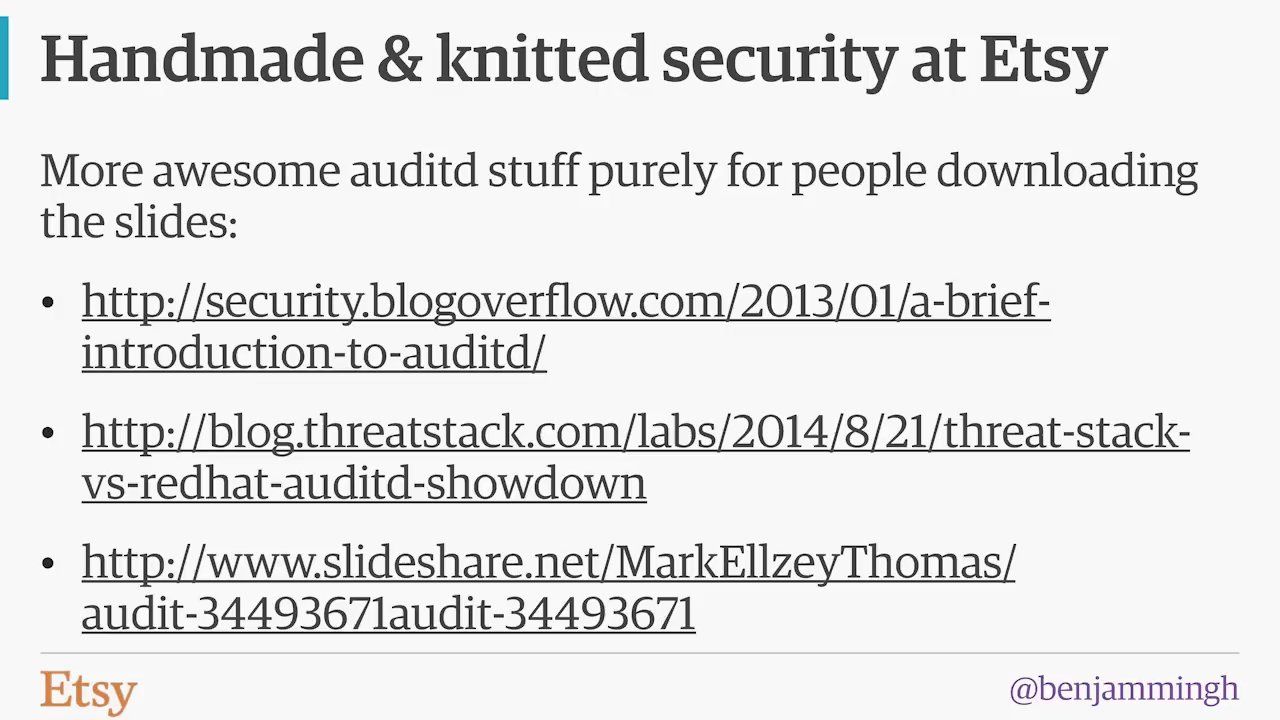 Handmade & knitted security at Etsy
More awesome auditd stuff purely for people downloading
the slides:
• http://security.blogoverflow.com/2013/01/a-brief-
introduction-to-auditd/
• http://blog.threatstack.com/labs/2014/8/21/threat-stack-
vs-redhat-auditd-showdown
• http://www.slideshare.net/MarkEllzeyThomas/
audit-34493671audit-34493671
Etsy
@benjammingh